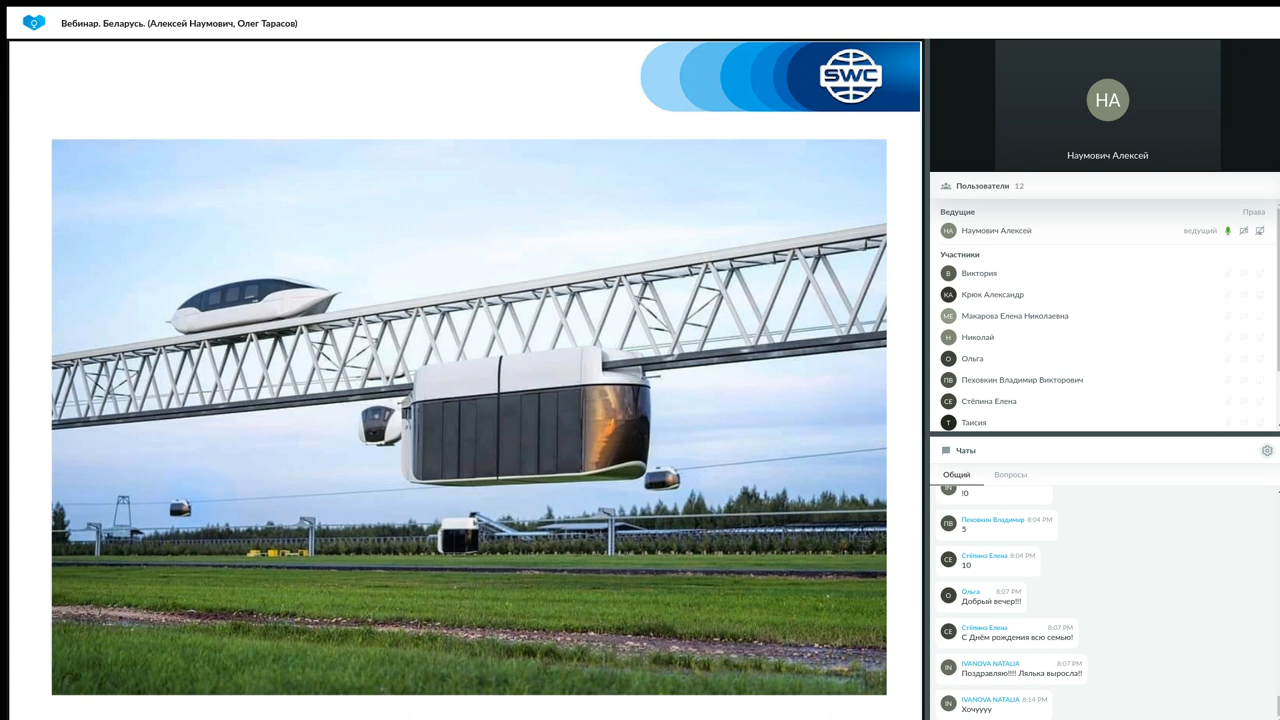 Вебинар. Беларусь. (Алексей Наумович, Олег Тарасов)
SWC
НА
Наумович Алексей
Пользователи 12
Ведущие Права
НА Наумович Алексей ведущий
Участники
В Виктория
КА Крюк Александр
МЕ Макарова Елена Николаевна
Н Николай
О Ольга
ПВ Пеховкин Владимир Викторович
СЕ Стёпина Елена
Т Таисия
Чаты
Общий Вопросы
IN !0
ПВ Пеховкин Владимир 8:04 PM
5
СЕ Стёпина Елена 8:04 PM
10
О Ольга 8:07 PM
Добрый вечер!!!
СЕ Стёпина Елена 8:07 PM
С Днём рождения всю семью!
IN IVANOVA NATALIA 8:07 PM
Поздравляю!!!! Лялька выросла!!
IN IVANOVA NATALIA 8:14 PM
Хочуууу